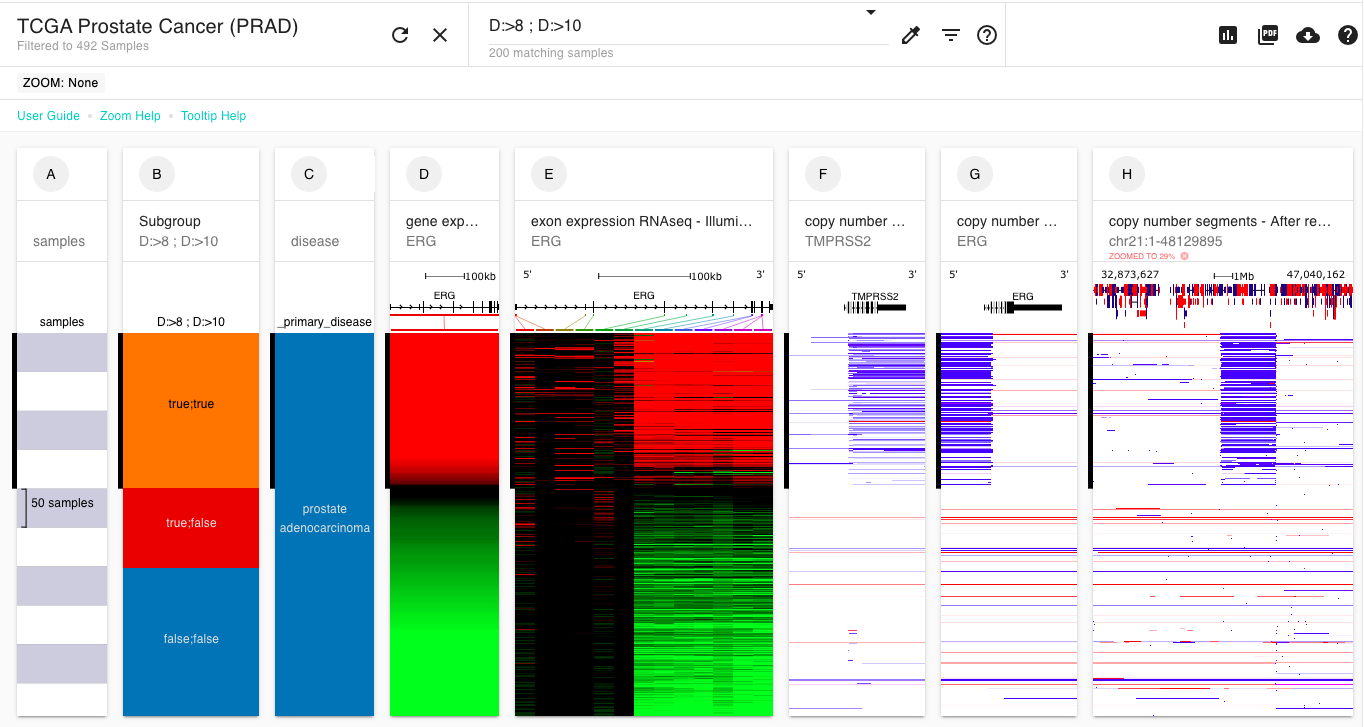 TCGA Prostate Cancer (PRAD)
Filtered to 492 Samples
D:>8 ; D:>10
200 matching samples
PDF
ZOOM: None
User Guide • Zoom Help • Tooltip Help
A
samples
samples
50 samples
B
Subgroup
D:>8 ; D:>10
D:>8 ; D:>10
true;true
true;false
false;false
C
disease
_primary_disease
prostate
adenocarcinoma
D
gene exp...
ERG
100kb
ERG
E
exon expression RNAseq - Illumi...
ERG
5' 100kb 3'
ERG
F
copy number ...
TMPRSS2
5' 3'
TMPRSS2
G
copy number ...
ERG
5' 3'
ERG
H
copy number segments - After re...
chr21:1-48129895
ZOOMED TO 29%
32,873,627 1Mb 47,040,162